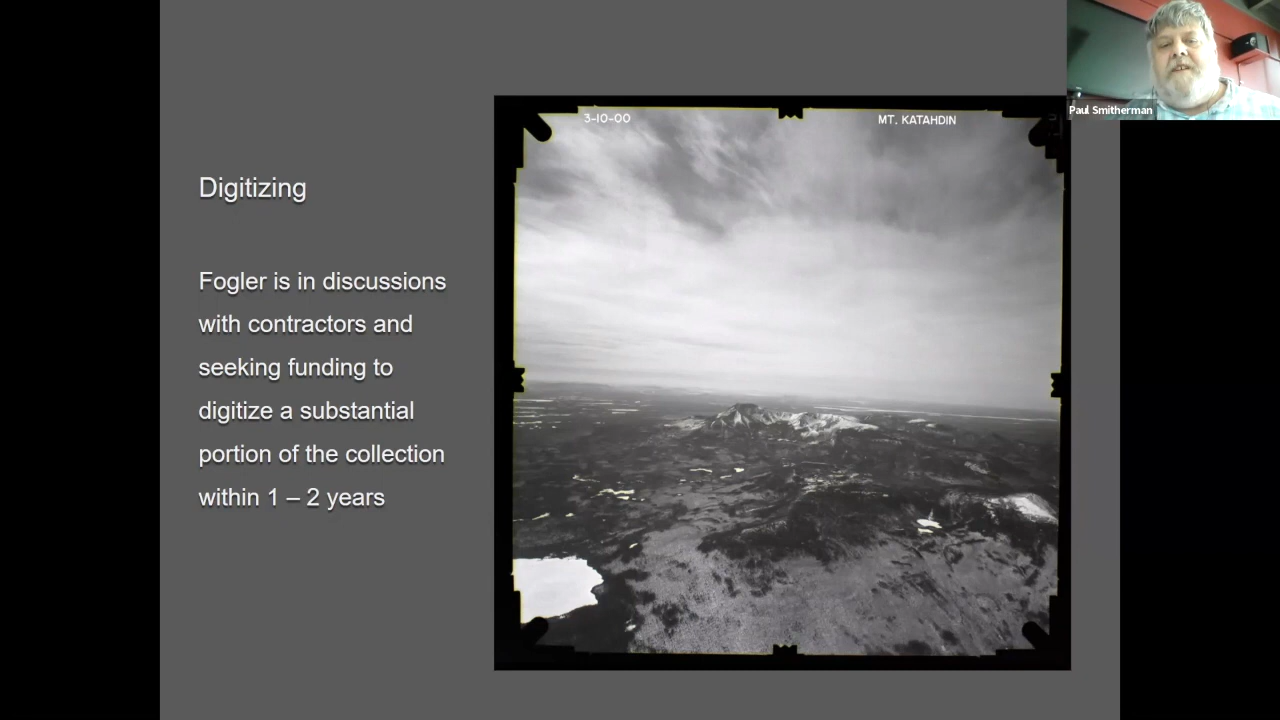 Paul Smitherman
3-10-00
MT. KATAHDIN
Digitizing
Fogler is in discussions
with contractors and
seeking funding to
digitize a substantial
portion of the collection
within 1 – 2 years